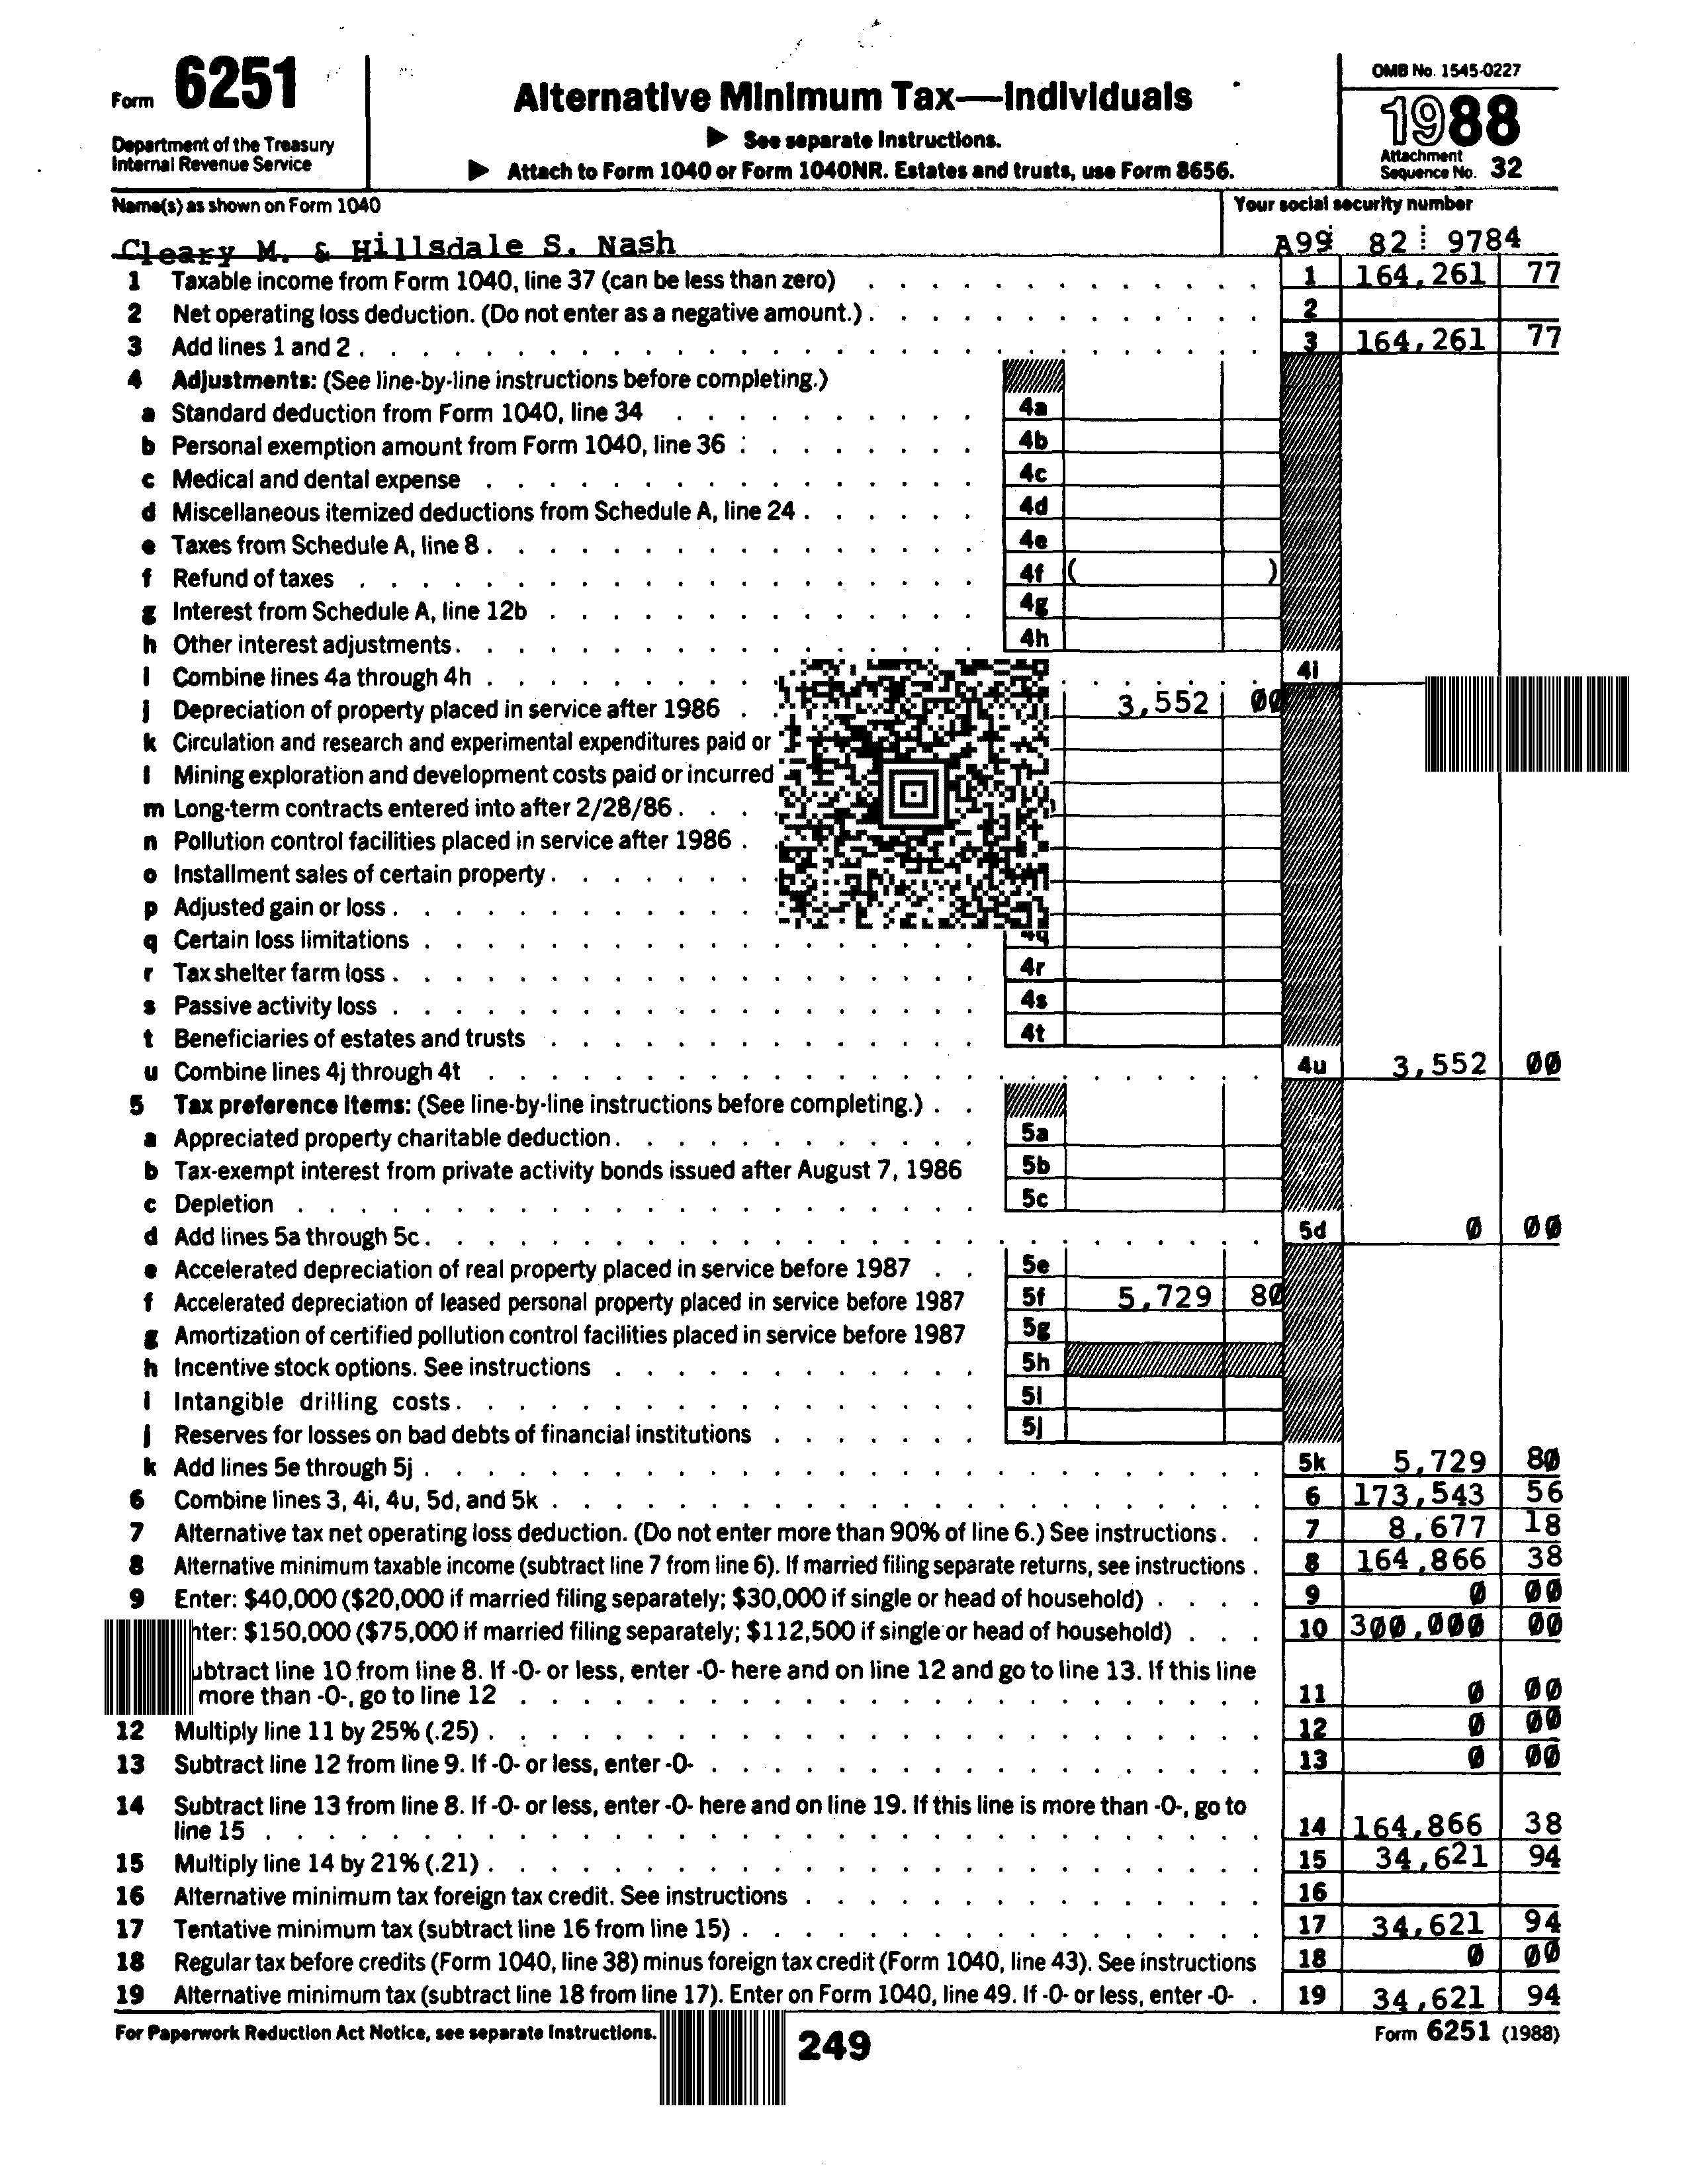 Form 6251
Department of the Treasury
Internal Revenue Service
Alternative Minimum Tax—Individuals
▶ See separate Instructions.
▶ Attach to Form 1040 or Form 1040NR. Estates and trusts, use Form 8656.
OMB No. 1545-0227
1988
Attachment
Sequence No. 32
Name(s) as shown on Form 1040
Your social security number
Cleary M. & Hillsdale S. Nash
A99 82 9784
1 Taxable income from Form 1040, line 37 (can be less than zero) 1 164,261 77
2 Net operating loss deduction. (Do not enter as a negative amount.) 2
3 Add lines 1 and 2 3 164,261 77
4 Adjustments: (See line-by-line instructions before completing.)
a Standard deduction from Form 1040, line 34 4a
b Personal exemption amount from Form 1040, line 36 4b
c Medical and dental expense 4c
d Miscellaneous itemized deductions from Schedule A, line 24 4d
e Taxes from Schedule A, line 8 4e
f Refund of taxes 4f ( )
g Interest from Schedule A, line 12b 4g
h Other interest adjustments 4h
i Combine lines 4a through 4h 4i
j Depreciation of property placed in service after 1986 3,552 00
k Circulation and research and experimental expenditures paid or
l Mining exploration and development costs paid or incurred
m Long-term contracts entered into after 2/28/86
n Pollution control facilities placed in service after 1986
o Installment sales of certain property
p Adjusted gain or loss
q Certain loss limitations 4q
r Tax shelter farm loss 4r
s Passive activity loss 4s
t Beneficiaries of estates and trusts 4t
u Combine lines 4j through 4t 4u 3,552 00
5 Tax preference items: (See line-by-line instructions before completing.)
a Appreciated property charitable deduction 5a
b Tax-exempt interest from private activity bonds issued after August 7, 1986 5b
c Depletion 5c
d Add lines 5a through 5c 5d 0 00
e Accelerated depreciation of real property placed in service before 1987 5e
f Accelerated depreciation of leased personal property placed in service before 1987 5f 5,729 80
g Amortization of certified pollution control facilities placed in service before 1987 5g
h Incentive stock options. See instructions 5h
i Intangible drilling costs 5i
j Reserves for losses on bad debts of financial institutions 5j
k Add lines 5e through 5j 5k 5,729 80
6 Combine lines 3, 4i, 4u, 5d, and 5k 6 173,543 56
7 Alternative tax net operating loss deduction. (Do not enter more than 90% of line 6.) See instructions 7 8,677 18
8 Alternative minimum taxable income (subtract line 7 from line 6). If married filing separate returns, see instructions 8 164,866 38
9 Enter: $40,000 ($20,000 if married filing separately; $30,000 if single or head of household) 9 0 00
nter: $150,000 ($75,000 if married filing separately; $112,500 if single or head of household) 10 300,000 00
ubtract line 10 from line 8. If -0- or less, enter -0- here and on line 12 and go to line 13. If this line
more than -0-, go to line 12 11 0 00
12 Multiply line 11 by 25% (.25) 12 0 00
13 Subtract line 12 from line 9. If -0- or less, enter -0- 13 0 00
14 Subtract line 13 from line 8. If -0- or less, enter -0- here and on line 19. If this line is more than -0-, go to
line 15 14 164,866 38
15 Multiply line 14 by 21% (.21) 15 34,621 94
16 Alternative minimum tax foreign tax credit. See instructions 16
17 Tentative minimum tax (subtract line 16 from line 15) 17 34,621 94
18 Regular tax before credits (Form 1040, line 38) minus foreign tax credit (Form 1040, line 43). See instructions 18 0 00
19 Alternative minimum tax (subtract line 18 from line 17). Enter on Form 1040, line 49. If -0- or less, enter -0- 19 34,621 94
For Paperwork Reduction Act Notice, see separate Instructions.
249
Form 6251 (1988)